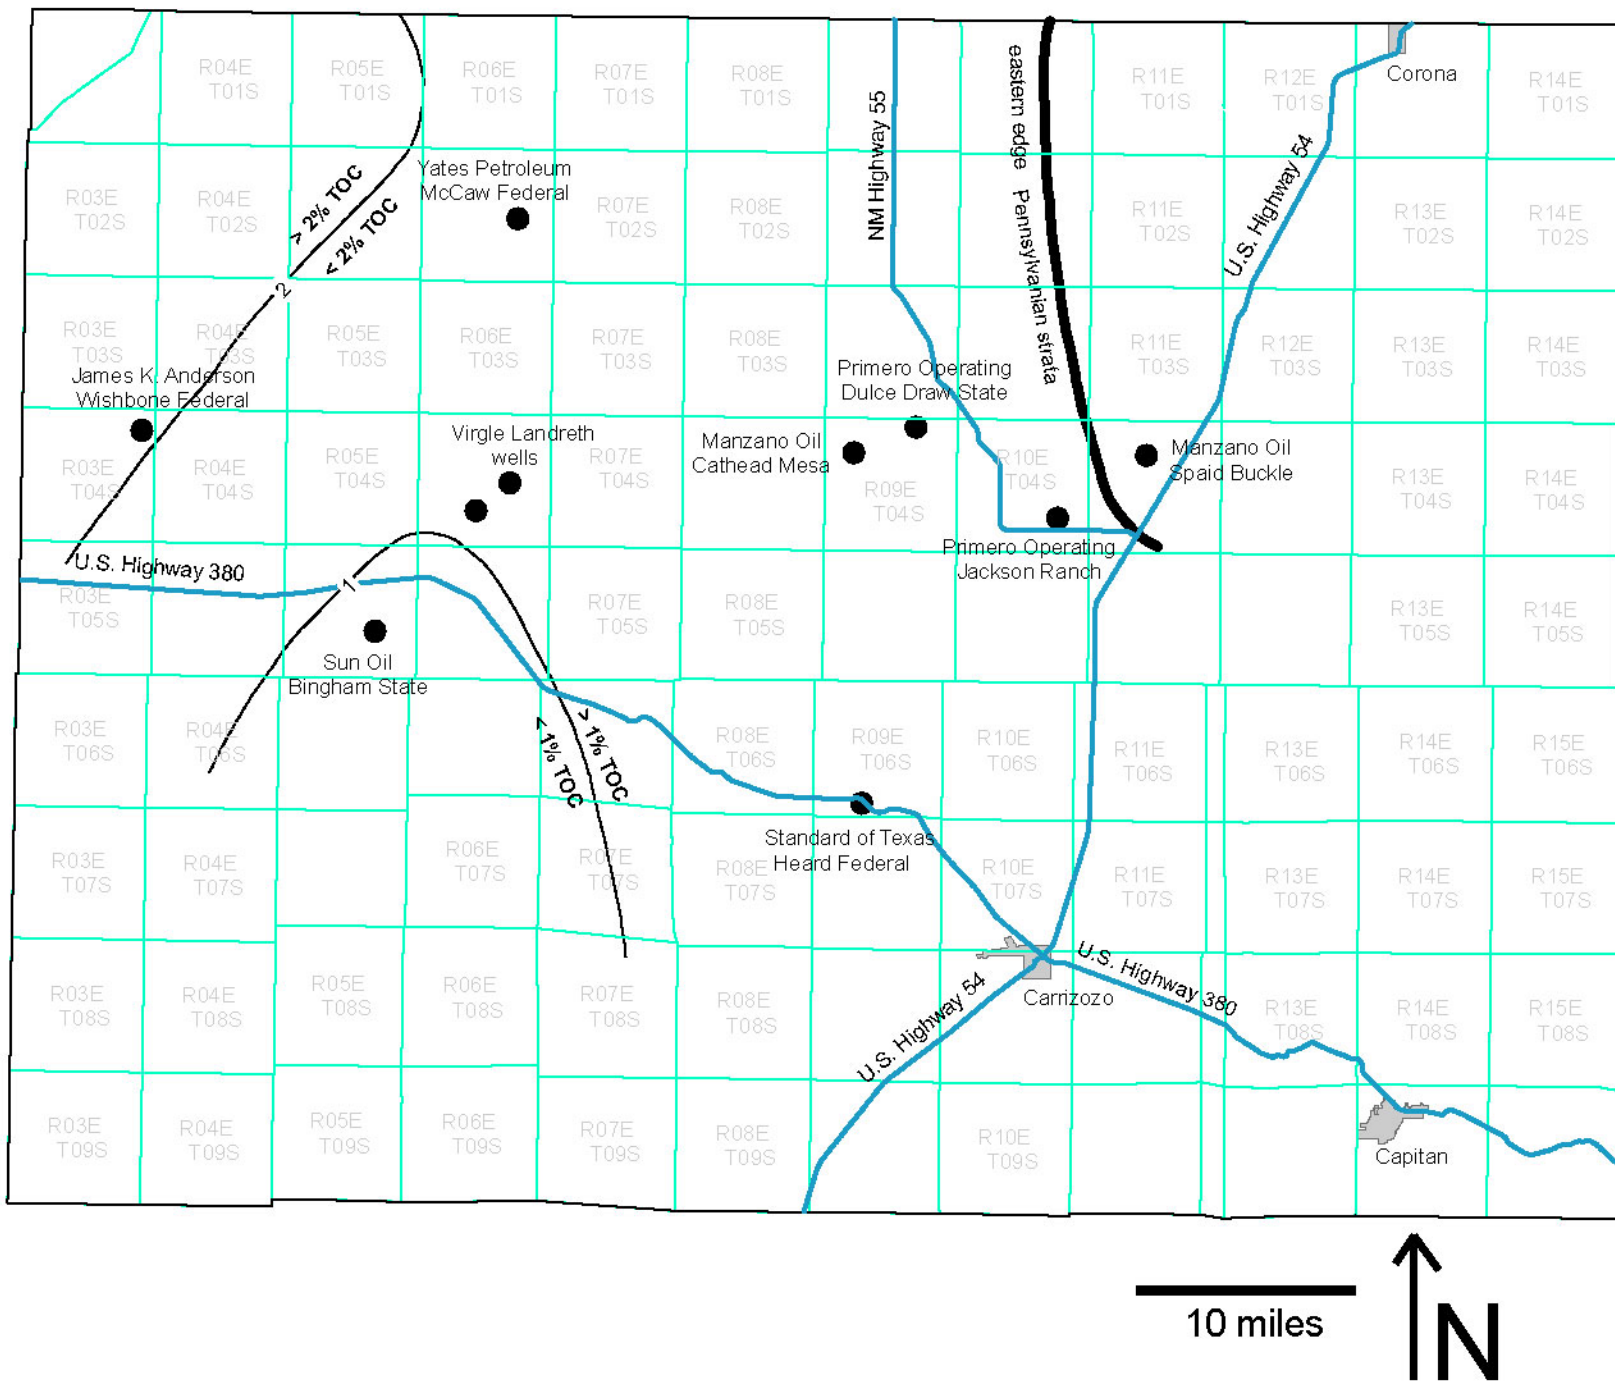 R04E
T01S
R05E
T01S
R06E
T01S
R07E
T01S
R08E
T01S
NM Highway 55
eastern edge Pennsylvanian strata
R11E
T01S
R12E
T01S
Corona
R14E
T01S
U.S. Highway 54
R03E
T02S
R04E
T02S
> 2% TOC
< 2% TOC
2
Yates Petroleum
McCaw Federal
R07E
T02S
R08E
T02S
R11E
T02S
R13E
T02S
R14E
T02S
R03E
T03S
R04E
T03S
R05E
T03S
R06E
T03S
R07E
T03S
R08E
T03S
R11E
T03S
R12E
T03S
R13E
T03S
R14E
T03S
James K. Anderson
Wishbone Federal
Primero Operating
Dulce Draw State
R03E
T04S
R04E
T04S
R05E
T04S
Virgle Landreth
wells
R07E
T04S
Manzano Oil
Cathead Mesa
R09E
T04S
R10E
T04S
Manzano Oil
Spaid Buckle
R13E
T04S
R14E
T04S
Primero Operating
Jackson Ranch
U.S. Highway 380
1
R03E
T05S
Sun Oil
Bingham State
R07E
T05S
R08E
T05S
R13E
T05S
R14E
T05S
R03E
T06S
R04E
T06S
< 1% TOC
> 1% TOC
R08E
T06S
R09E
T06S
R10E
T06S
R11E
T06S
R13E
T06S
R14E
T06S
R15E
T06S
Standard of Texas
Heard Federal
R03E
T07S
R04E
T07S
R06E
T07S
R07E
T07S
R08E
T07S
R10E
T07S
R11E
T07S
R13E
T07S
R14E
T07S
R15E
T07S
R03E
T08S
R04E
T08S
R05E
T08S
R06E
T08S
R07E
T08S
R08E
T08S
U.S. Highway 54
Carrizozo
U.S. Highway 380
R13E
T08S
R14E
T08S
R15E
T08S
R03E
T09S
R04E
T09S
R05E
T09S
R06E
T09S
R07E
T09S
R08E
T09S
R10E
T09S
Capitan
10 miles
N